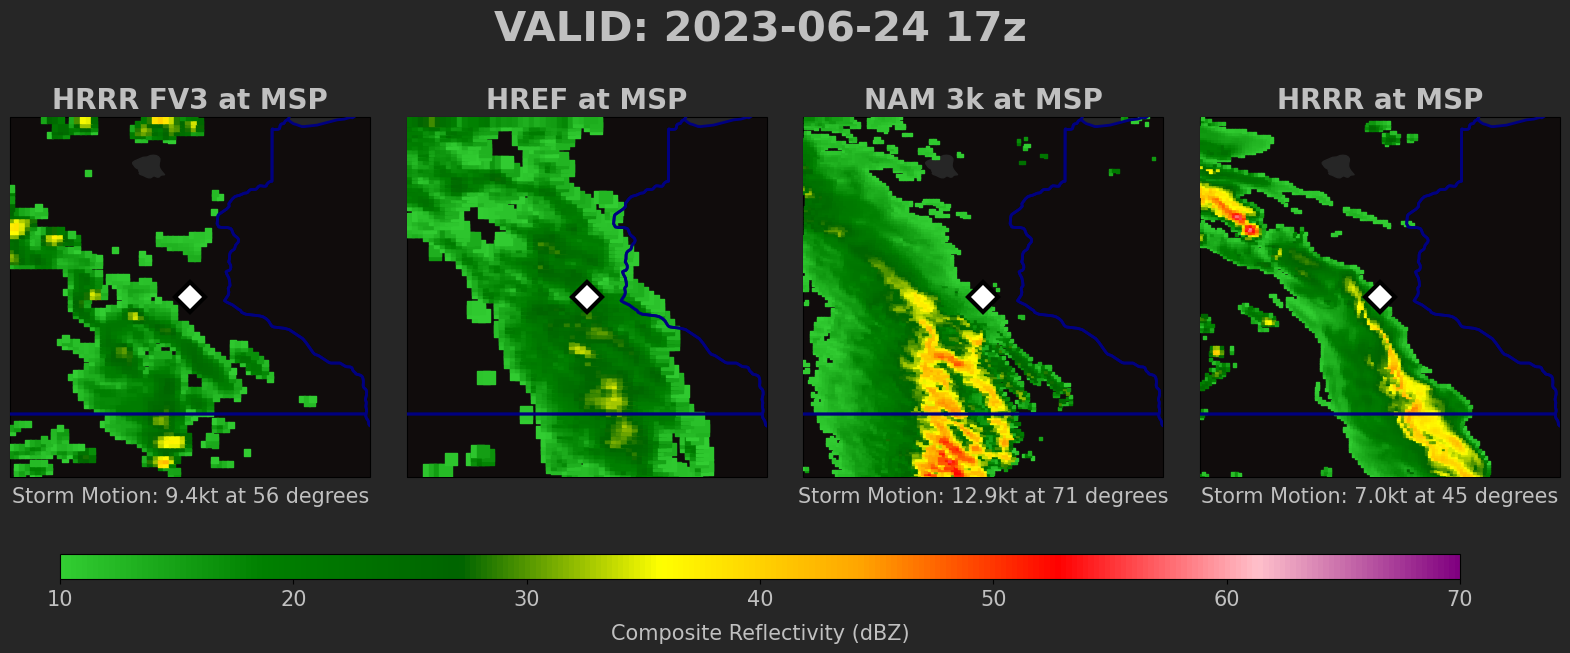 VALID: 2023-06-24 17z
HRRR FV3 at MSP
HREF at MSP
NAM 3k at MSP
HRRR at MSP
Storm Motion: 9.4kt at 56 degrees
Storm Motion: 12.9kt at 71 degrees
Storm Motion: 7.0kt at 45 degrees
10 20 30 40 50 60 70
Composite Reflectivity (dBZ)